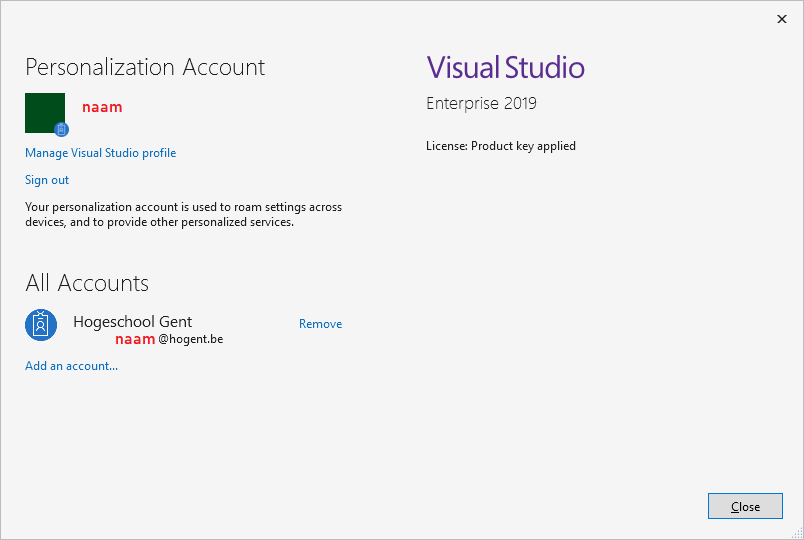 Personalization Account
naam
Manage Visual Studio profile
Sign out
Your personalization account is used to roam settings across
devices, and to provide other personalized services.
All Accounts
Hogeschool Gent
Remove
naam @hogent.be
Add an account...
Visual Studio
Enterprise 2019
License: Product key applied
Close